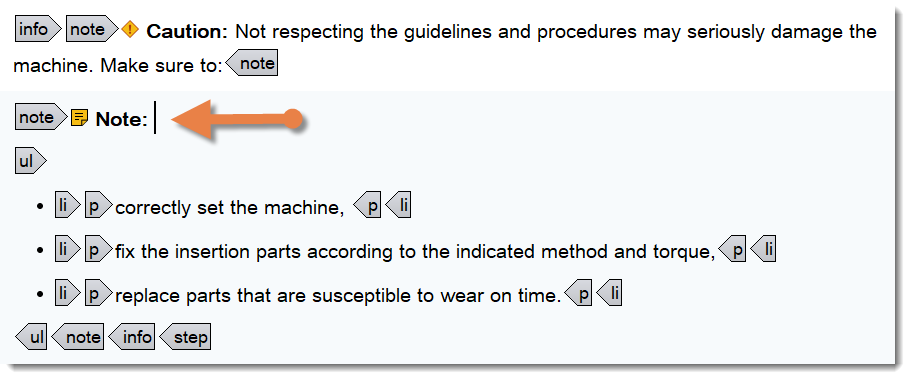 info note Caution: Not respecting the guidelines and procedures may seriously damage the
machine. Make sure to: note
note Note:
ul
• li p correctly set the machine, p li
• li p fix the insertion parts according to the indicated method and torque, p li
• li p replace parts that are susceptible to wear on time. p li
ul note info step